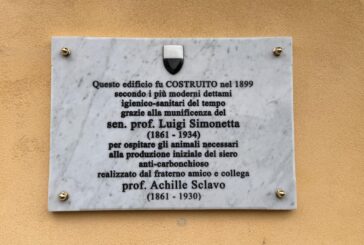 Questo edificio fu COSTRUITO nel 1899
secondo i più moderni dettami
igienico-sanitari del tempo
grazie alla munificenza del
sen. prof. Luigi Simonetta
(1861 - 1934)
per ospitare gli animali necessari
alla produzione iniziale del siero
anti-carbonchioso
realizzato dal fraterno amico e collega
prof. Achille Sclavo
(1861 - 1930)